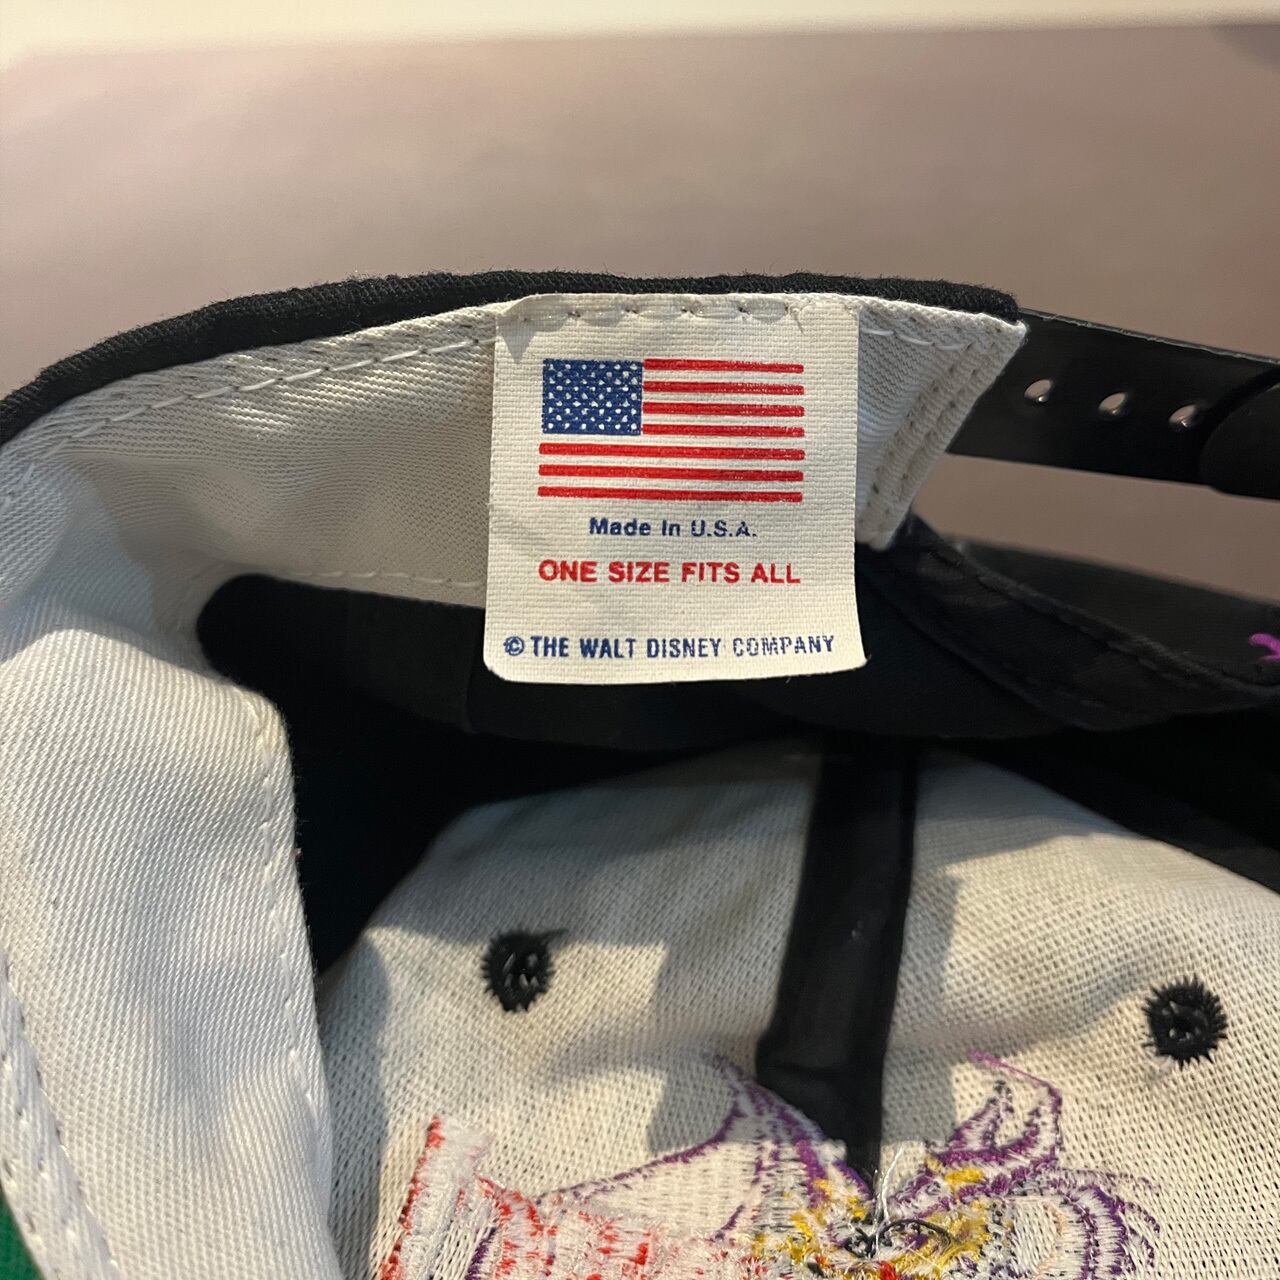 Made In U.S.A.
ONE SIZE FITS ALL
© THE WALT DISNEY COMPANY